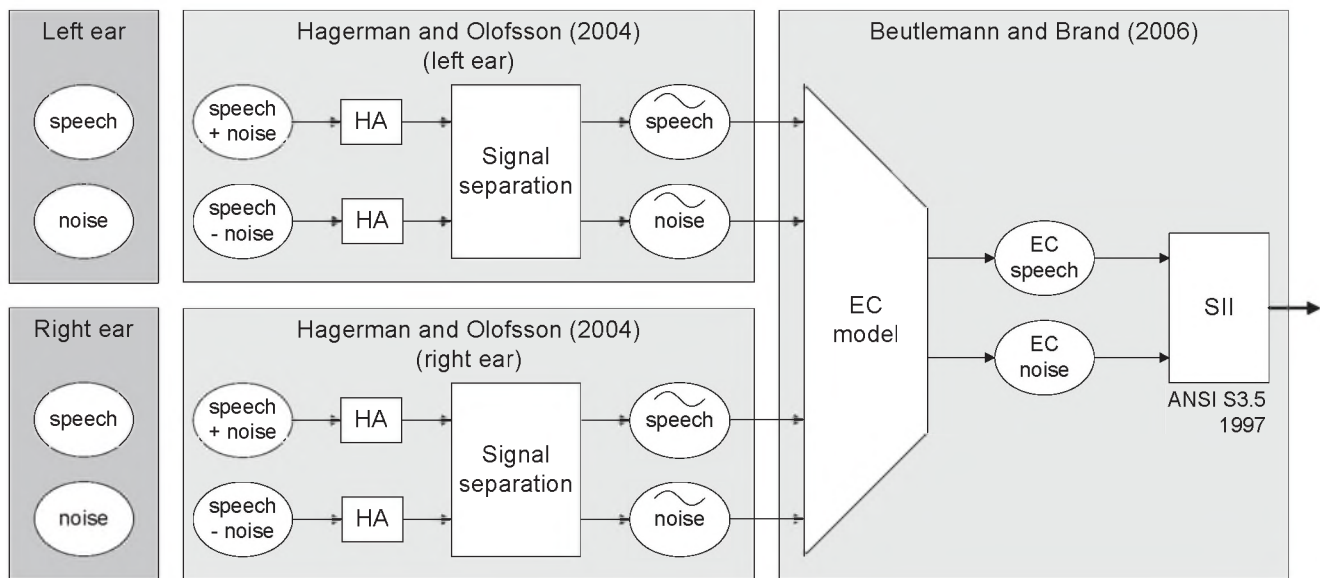 Left ear
speech
noise
Hagerman and Olofsson (2004)
(left ear)
speech
+ noise
HA
speech
- noise
HA
Signal
separation
speech
noise
Right ear
speech
noise
Hagerman and Olofsson (2004)
(right ear)
speech
+ noise
HA
speech
- noise
HA
Signal
separation
speech
noise
Beutlemann and Brand (2006)
EC
model
EC
speech
EC
noise
SII
ANSI S3.5
1997